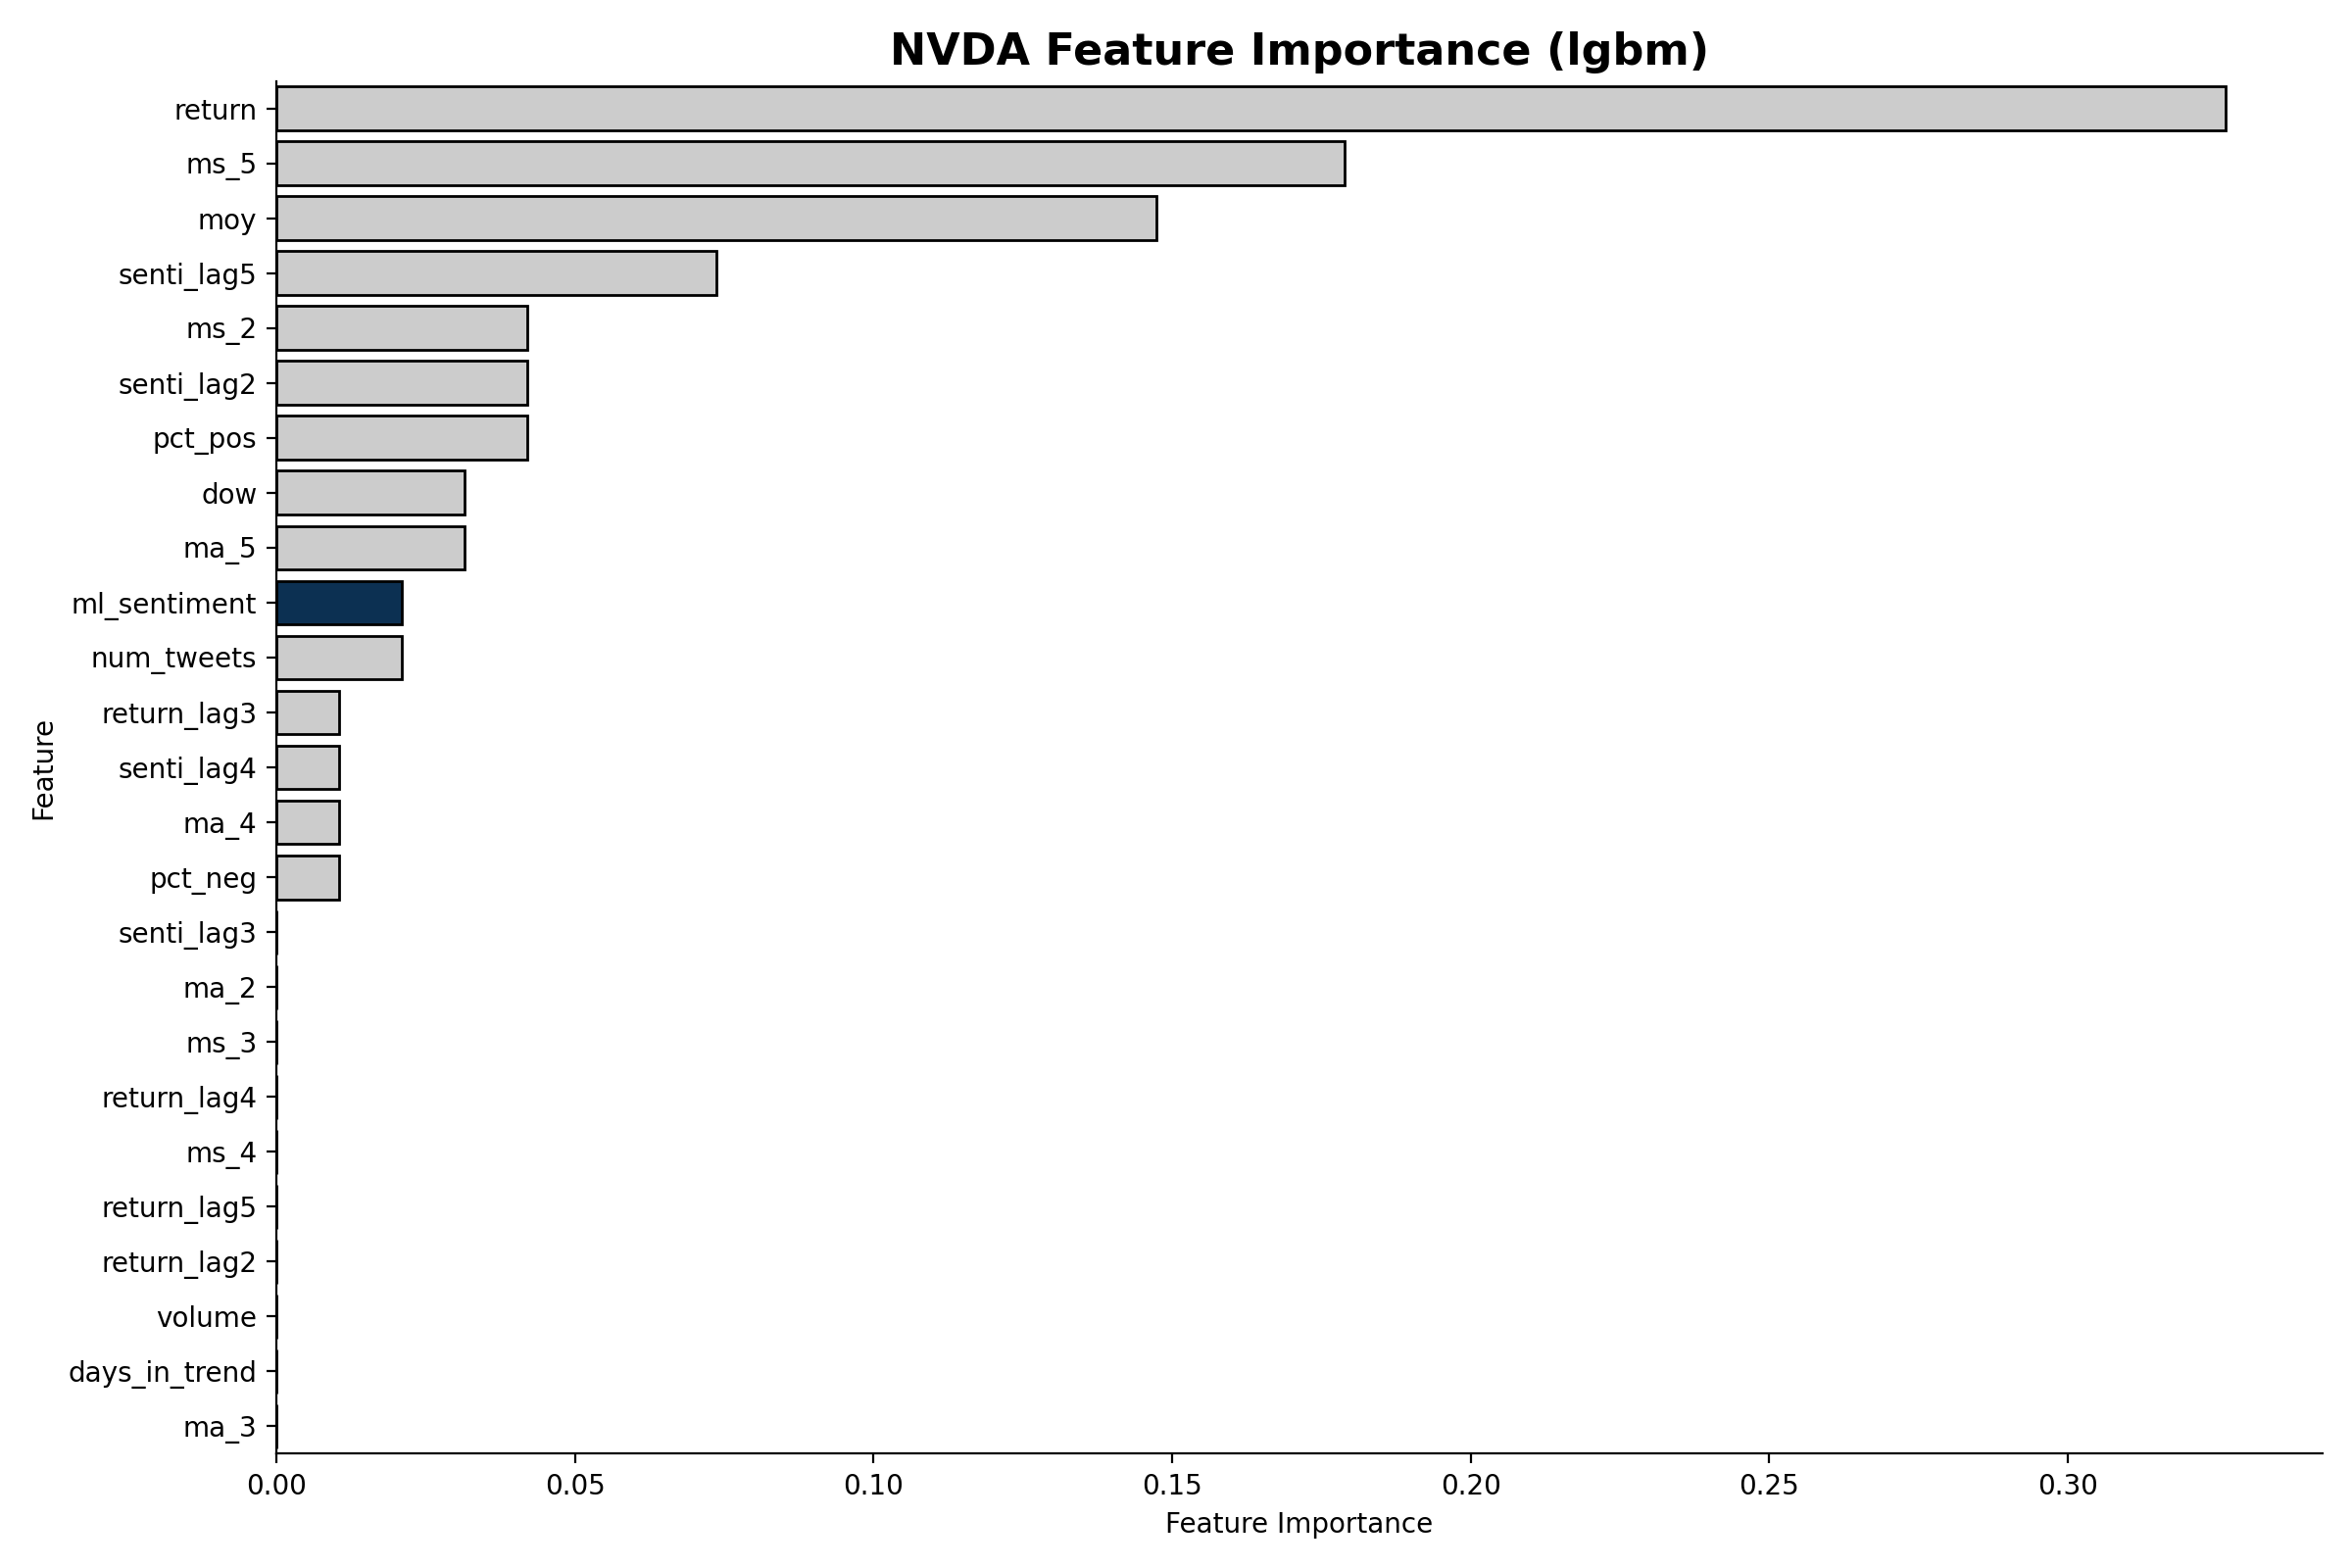 NVDA Feature Importance (lgbm)
return
ms_5
moy
senti_lag5
ms_2
senti_lag2
pct_pos
dow
ma_5
ml_sentiment
num_tweets
return_lag3
senti_lag4
ma_4
pct_neg
senti_lag3
ma_2
ms_3
return_lag4
ms_4
return_lag5
return_lag2
volume
days_in_trend
ma_3
Feature
0.00 0.05 0.10 0.15 0.20 0.25 0.30
Feature Importance